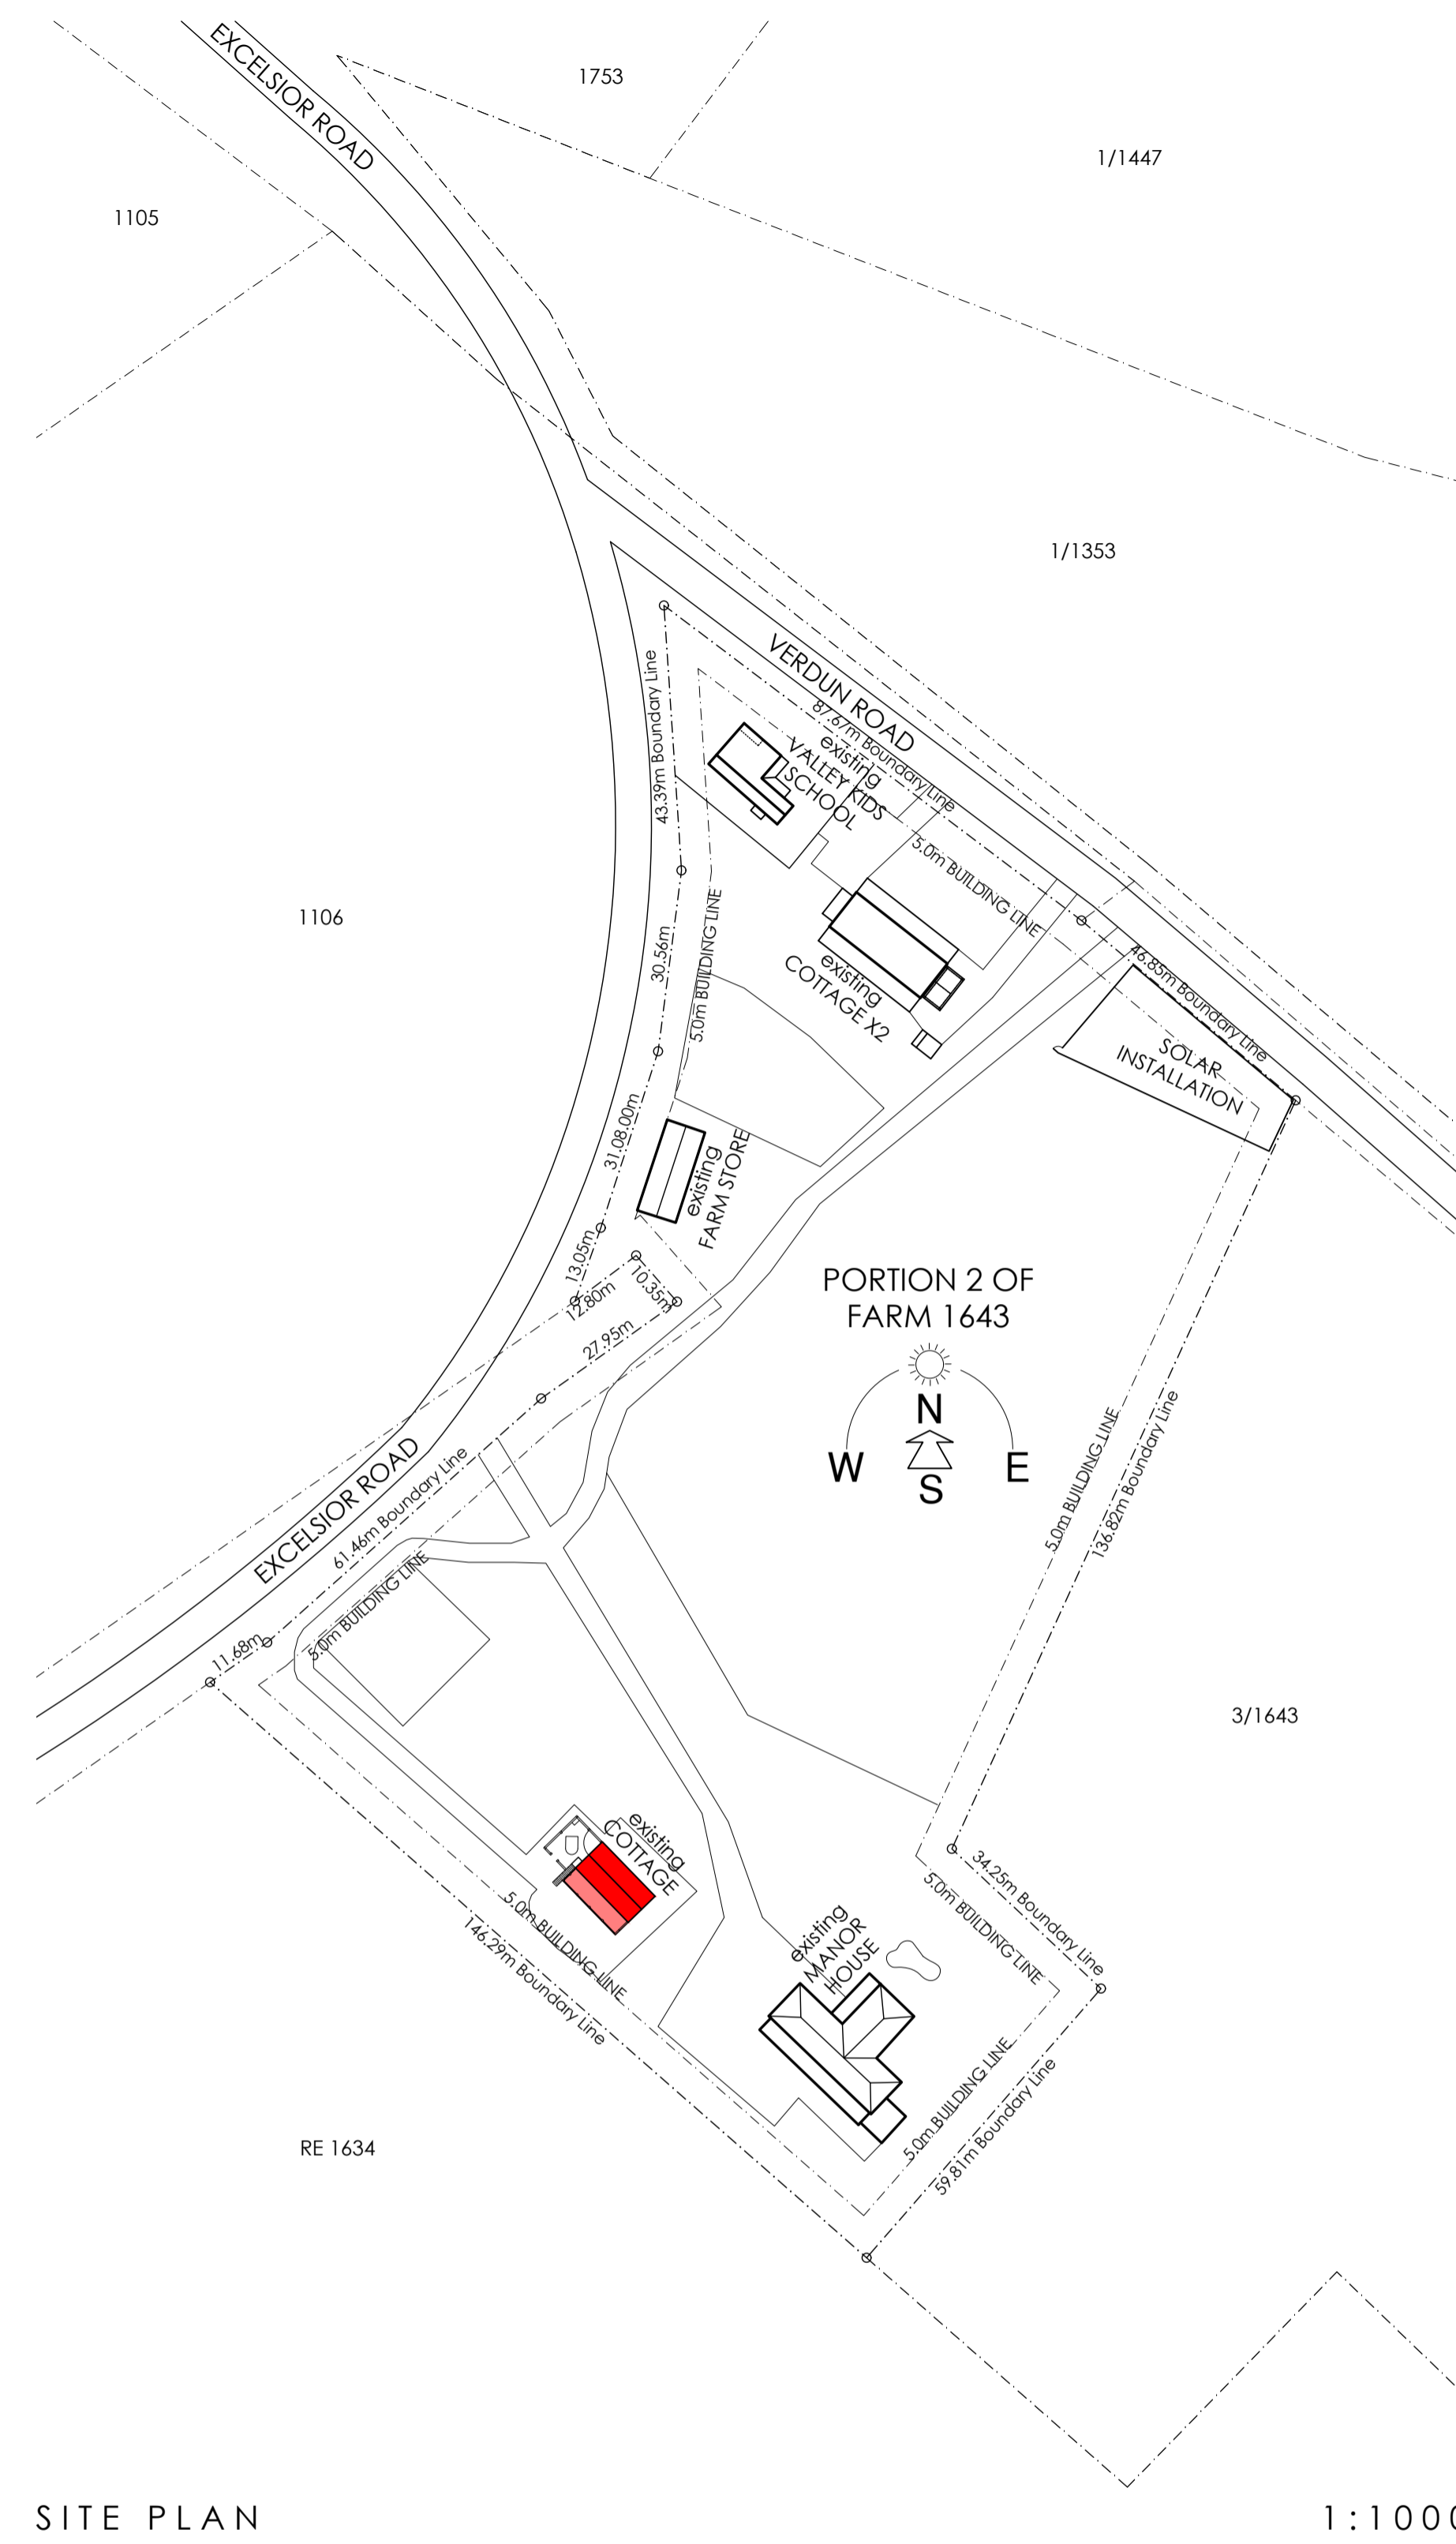 EXCELSIOR ROAD
1753
1/1447
1105
1/1353
VERDUN ROAD
87.67m Boundary Line
43.39m Boundary Line
existing
VALLEY KIDS
SCHOOL
5.0m BUILDING LINE
1106
30.56m
5.0m BUILDING LINE
existing
COTTAGE X2
46.85m Boundary Line
SOLAR
INSTALLATION
31.08.00m
existing
FARM STORE
13.05m
12.80m
10.35m
27.95m
PORTION 2 OF
FARM 1643
N
W
E
S
EXCELSIOR ROAD
61.46m Boundary Line
5.0m BUILDING LINE
11.68m
5.0m BUILDING LINE
136.82m Boundary Line
3/1643
existing
COTTAGE
5.0m BUILDING LINE
146.29m Boundary Line
34.25m Boundary Line
5.0m BUILDING LINE
existing
MANOR
HOUSE
5.0m BUILDING LINE
59.81m Boundary Line
RE 1634
SITE PLAN
1:1000